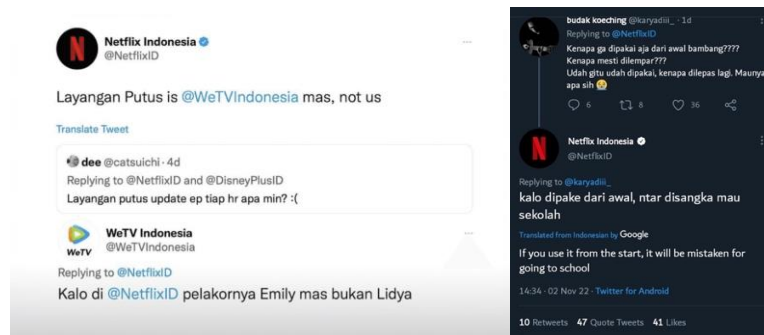 Netflix Indonesia
@NetflixID
Layangan Putus is @WeTVIndonesia mas, not us
Translate Tweet
dee @catsuichi · 4d
Replying to @NetflixID and @DisneyPlusID
Layangan putus update ep tiap hr apa min? :(
WeTV
WeTV Indonesia
@WeTVIndonesia
Replying to @NetflixID
Kalo di @NetflixID pelakornya Emily mas bukan Lidya
budak koeching @karyadiii_ · 1d
Replying to @NetflixID
Kenapa ga dipakai aja dari awal bambang????
Kenapa mesti dilempar???
Udah gitu udah dipakai, kenapa dilepas lagi. Maunya
apa sih 😢
6 8 36
Netflix Indonesia
@NetflixID
Replying to @karyadiii_
kalo dipake dari awal, ntar disangka mau
sekolah
Translated from Indonesian by Google
If you use it from the start, it will be mistaken for
going to school
14:34 · 02 Nov 22 · Twitter for Android
10 Retweets 47 Quote Tweets 41 Likes